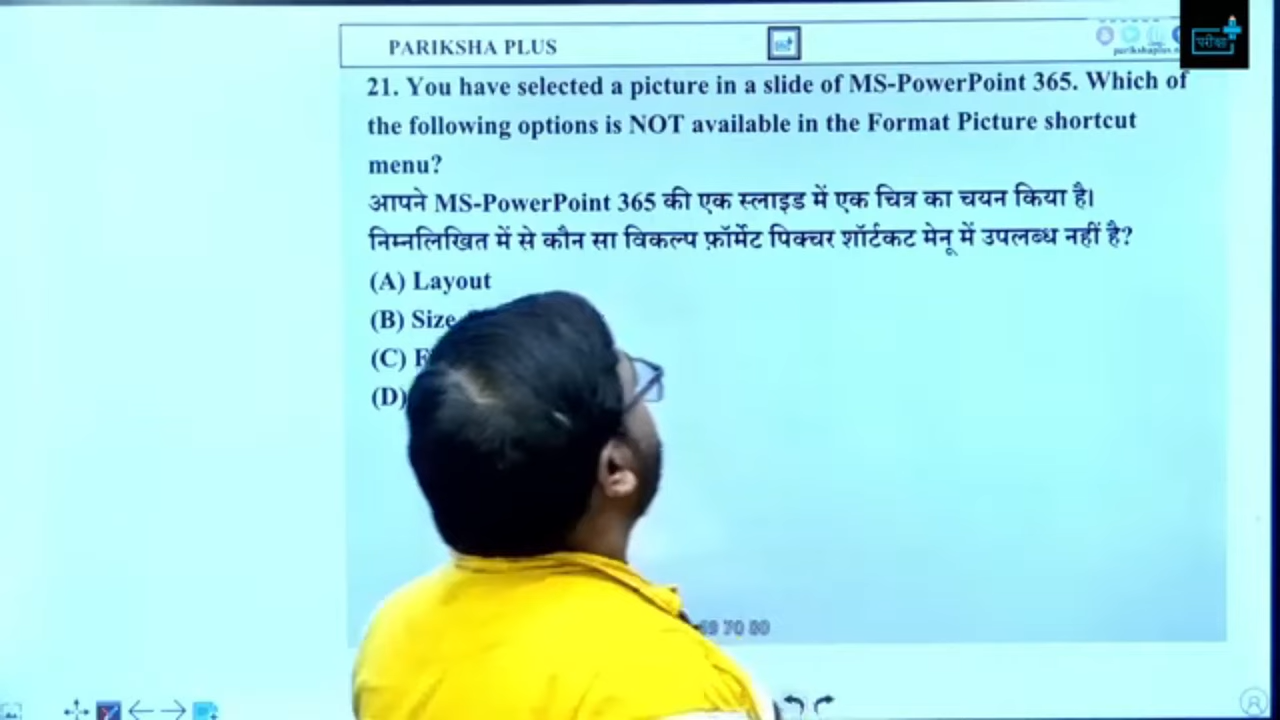 PARIKSHA PLUS
परीक्षा
21. You have selected a picture in a slide of MS-PowerPoint 365. Which of
the following options is NOT available in the Format Picture shortcut
menu?
आपने MS-PowerPoint 365 की एक स्लाइड में एक चित्र का चयन किया है।
निम्नलिखित में से कौन सा विकल्प फ़ॉर्मेट पिक्चर शॉर्टकट मेनू में उपलब्ध नहीं है?
(A) Layout
(B) Size
(C)
(D)
70 80